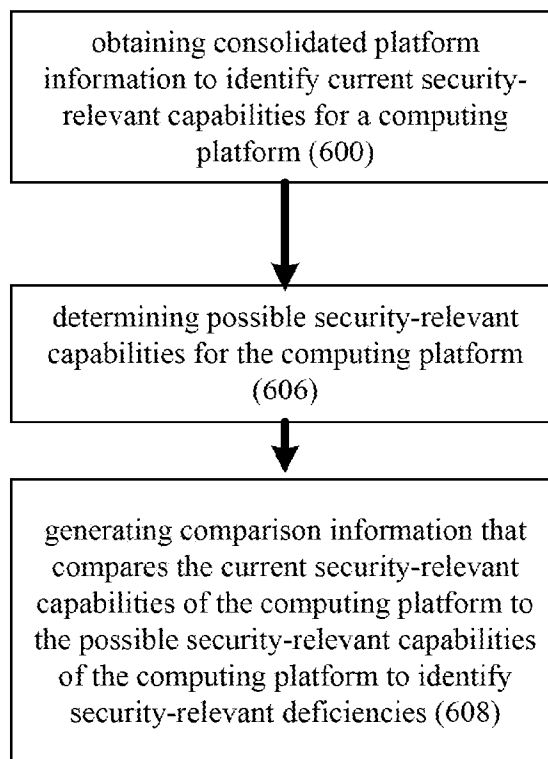 obtaining consolidated platform
information to identify current security-
relevant capabilities for a computing
platform (600)
determining possible security-relevant
capabilities for the computing platform
(606)
generating comparison information that
compares the current security-relevant
capabilities of the computing platform to
the possible security-relevant capabilities
of the computing platform to identify
security-relevant deficiencies (608)